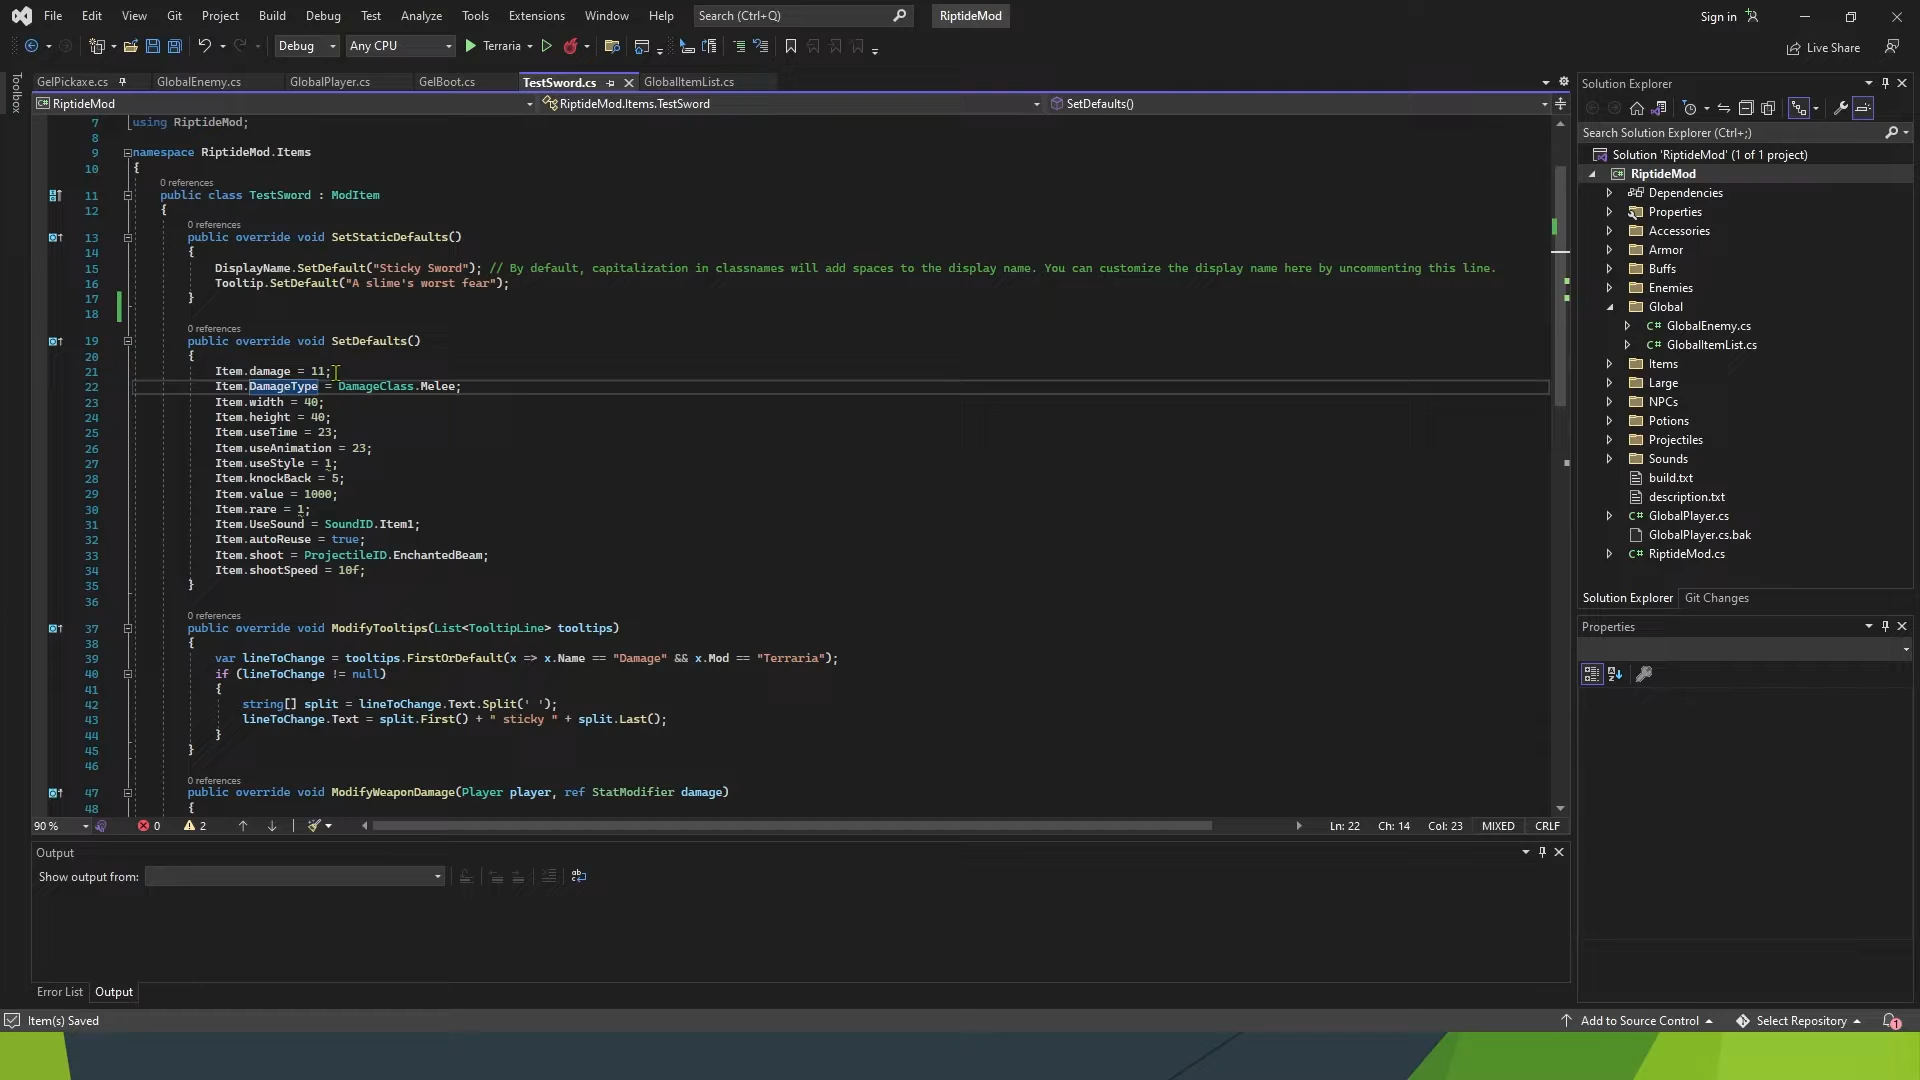 File Edit View Git Project Build Debug Test Analyze Tools Extensions Window Help Search (Ctrl+Q) RiptideMod Sign in
Debug Any CPU Terraria Live Share
Toolbox
GelPickaxe.cs GlobalEnemy.cs GlobalPlayer.cs GelBoot.cs TestSword.cs GlobalItemList.cs
RiptideMod RiptideMod.Items.TestSword SetDefaults()
7 using RiptideMod;
8
9 namespace RiptideMod.Items
10 {
0 references
11 public class TestSword : ModItem
12 {
0 references
13 public override void SetStaticDefaults()
14 {
15 DisplayName.SetDefault("Sticky Sword"); // By default, capitalization in classnames will add spaces to the display name. You can customize the display name here by uncommenting this line.
16 Tooltip.SetDefault("A slime's worst fear");
17 }
18
0 references
19 public override void SetDefaults()
20 {
21 Item.damage = 11;
22 Item.DamageType = DamageClass.Melee;
23 Item.width = 40;
24 Item.height = 40;
25 Item.useTime = 23;
26 Item.useAnimation = 23;
27 Item.useStyle = 1;
28 Item.knockBack = 5;
29 Item.value = 1000;
30 Item.rare = 1;
31 Item.UseSound = SoundID.Item1;
32 Item.autoReuse = true;
33 Item.shoot = ProjectileID.EnchantedBeam;
34 Item.shootSpeed = 10f;
35 }
36
0 references
37 public override void ModifyTooltips(List<TooltipLine> tooltips)
38 {
39 var lineToChange = tooltips.FirstOrDefault(x => x.Name == "Damage" && x.Mod == "Terraria");
40 if (lineToChange != null)
41 {
42 string[] split = lineToChange.Text.Split(' ');
43 lineToChange.Text = split.First() + " sticky " + split.Last();
44 }
45 }
46
0 references
47 public override void ModifyWeaponDamage(Player player, ref StatModifier damage)
48 {
90 % 0 2 Ln: 22 Ch: 14 Col: 23 MIXED CRLF
Output
Show output from:
Error List Output
Item(s) Saved
Solution Explorer
Search Solution Explorer (Ctrl+;)
Solution 'RiptideMod' (1 of 1 project)
RiptideMod
Dependencies
Properties
Accessories
Armor
Buffs
Enemies
Global
C# GlobalEnemy.cs
C# GlobalItemList.cs
Items
Large
NPCs
Potions
Projectiles
Sounds
build.txt
description.txt
C# GlobalPlayer.cs
GlobalPlayer.cs.bak
C# RiptideMod.cs
Solution Explorer Git Changes
Properties
Add to Source Control Select Repository 1